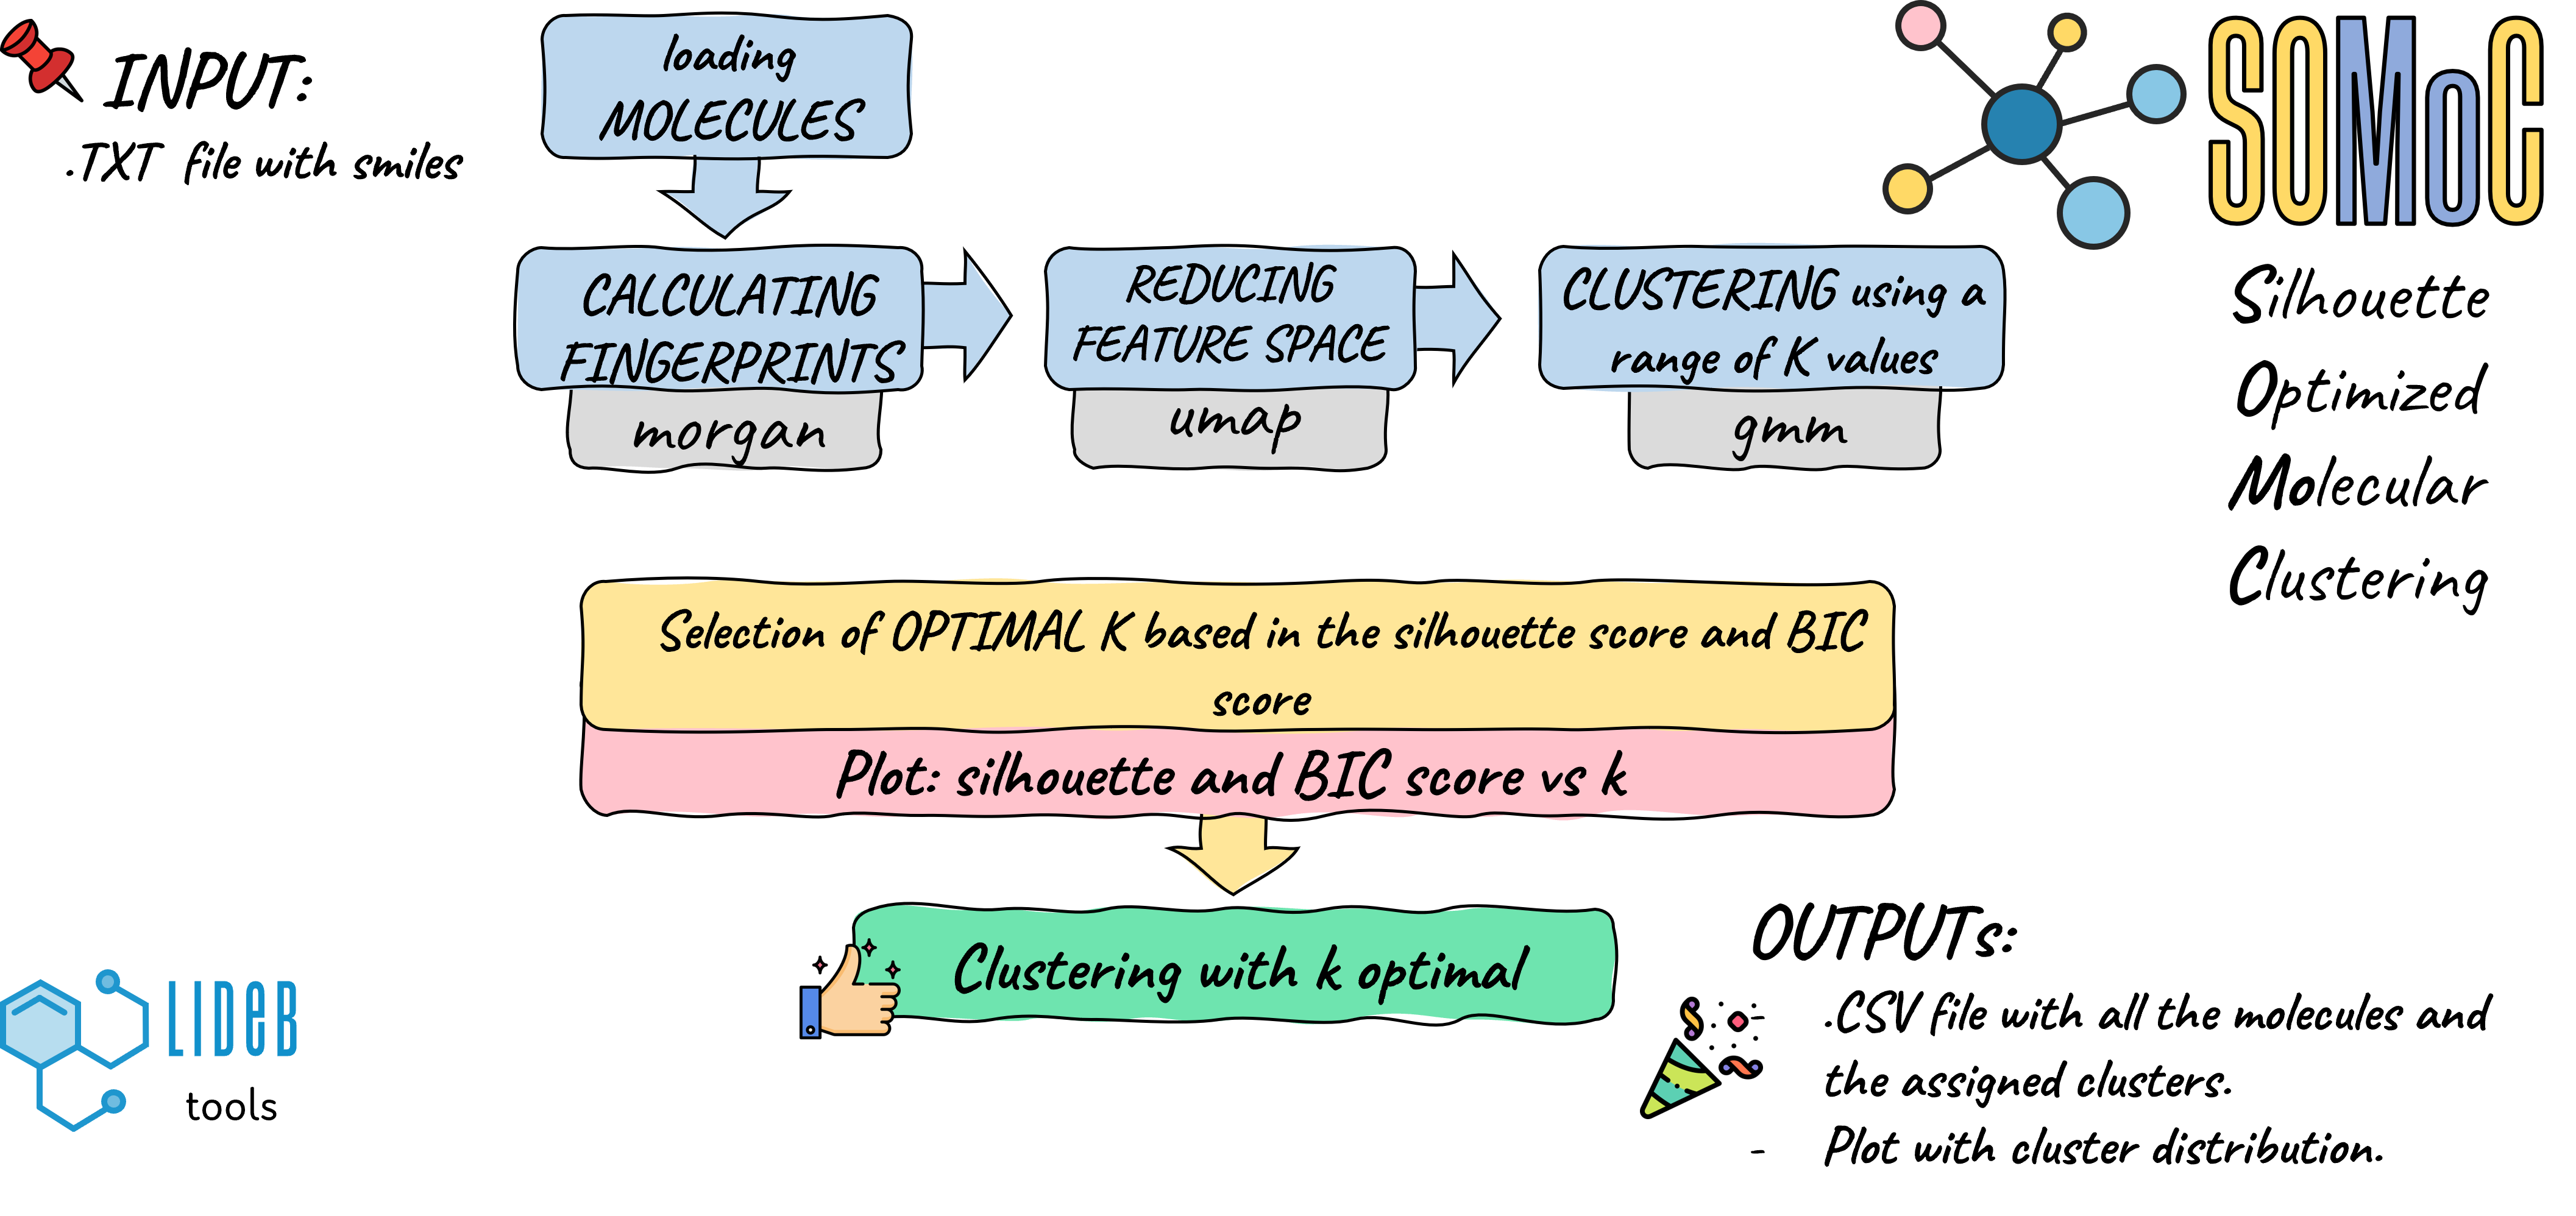 INPUT:
.TXT file with smiles
loading
MOLECULES
SOMoC
Silhouette
Optimized
Molecular
Clustering
CALCULATING
FINGERPRINTS
morgan
REDUCING
FEATURE SPACE
umap
CLUSTERING using a
range of K values
gmm
Selection of OPTIMAL K based in the silhouette score and BIC
score
Plot: silhouette and BIC score vs k
Clustering with k optimal
LIDeB
tools
OUTPUTs:
- .CSV file with all the molecules and
the assigned clusters.
- Plot with cluster distribution.